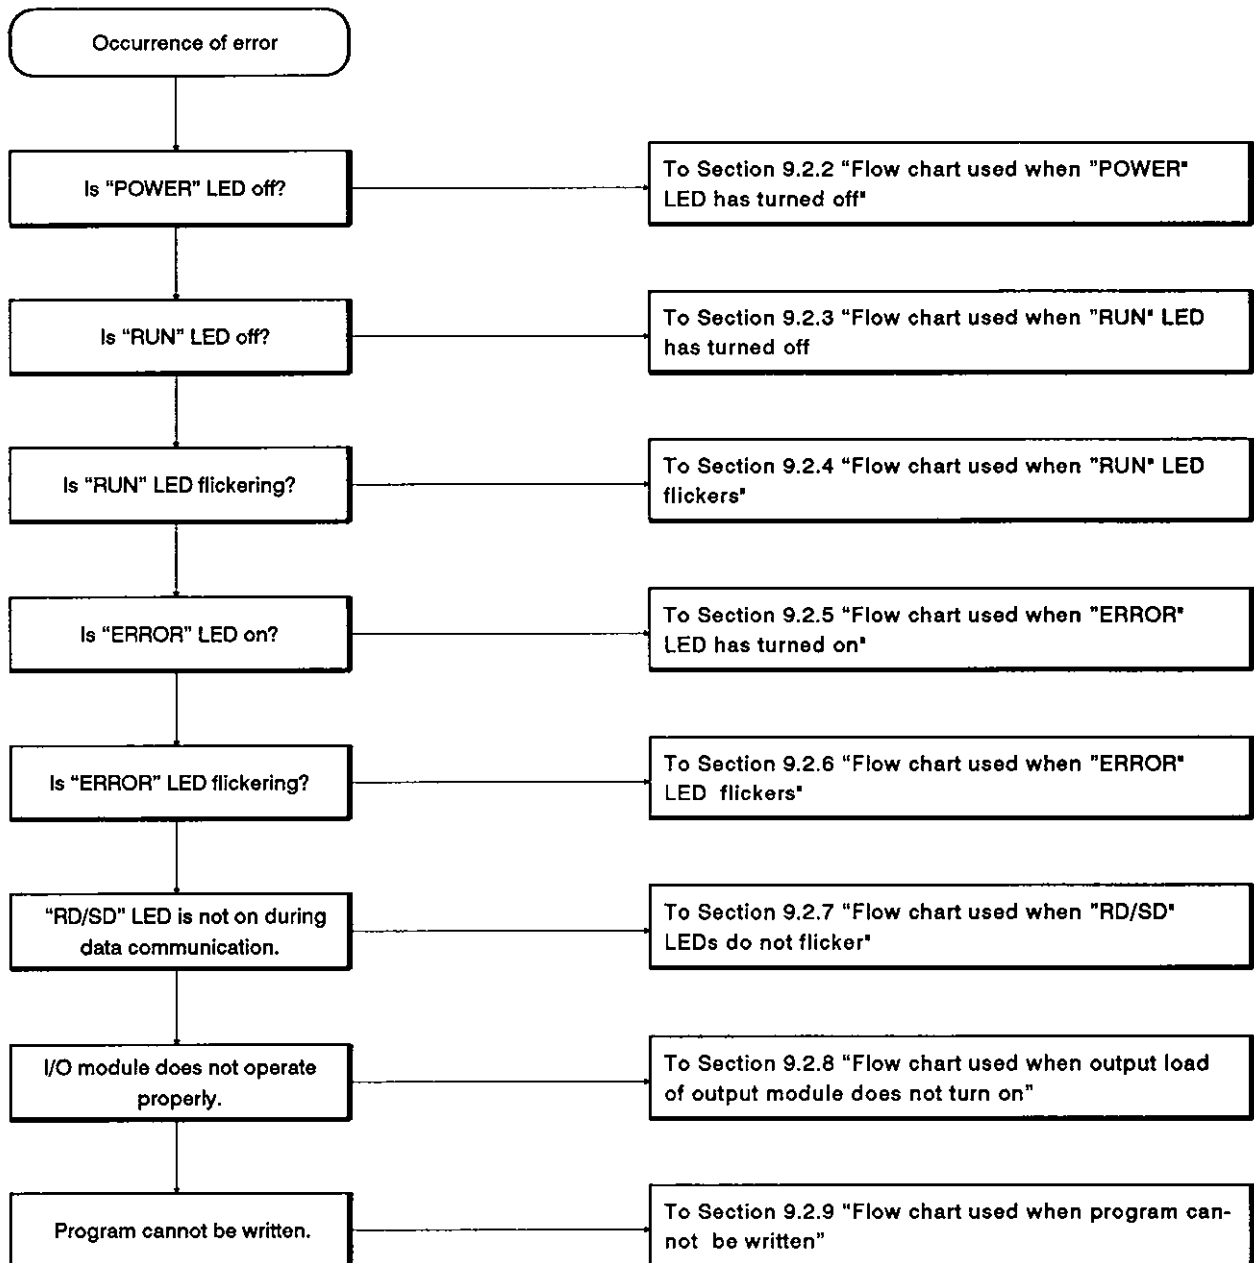 Occurrence of error
Is “POWER” LED off?
To Section 9.2.2 “Flow chart used when ”POWER"
LED has turned off"
Is “RUN” LED off?
To Section 9.2.3 “Flow chart used when ”RUN" LED
has turned off
Is “RUN” LED flickering?
To Section 9.2.4 “Flow chart used when ”RUN" LED
flickers"
Is “ERROR” LED on?
To Section 9.2.5 “Flow chart used when ”ERROR"
LED has turned on"
Is “ERROR” LED flickering?
To Section 9.2.6 “Flow chart used when ”ERROR"
LED flickers"
“RD/SD” LED is not on during
data communication.
To Section 9.2.7 “Flow chart used when ”RD/SD"
LEDs do not flicker"
I/O module does not operate
properly.
To Section 9.2.8 “Flow chart used when output load
of output module does not turn on”
Program cannot be written.
To Section 9.2.9 “Flow chart used when program can-
not be written”